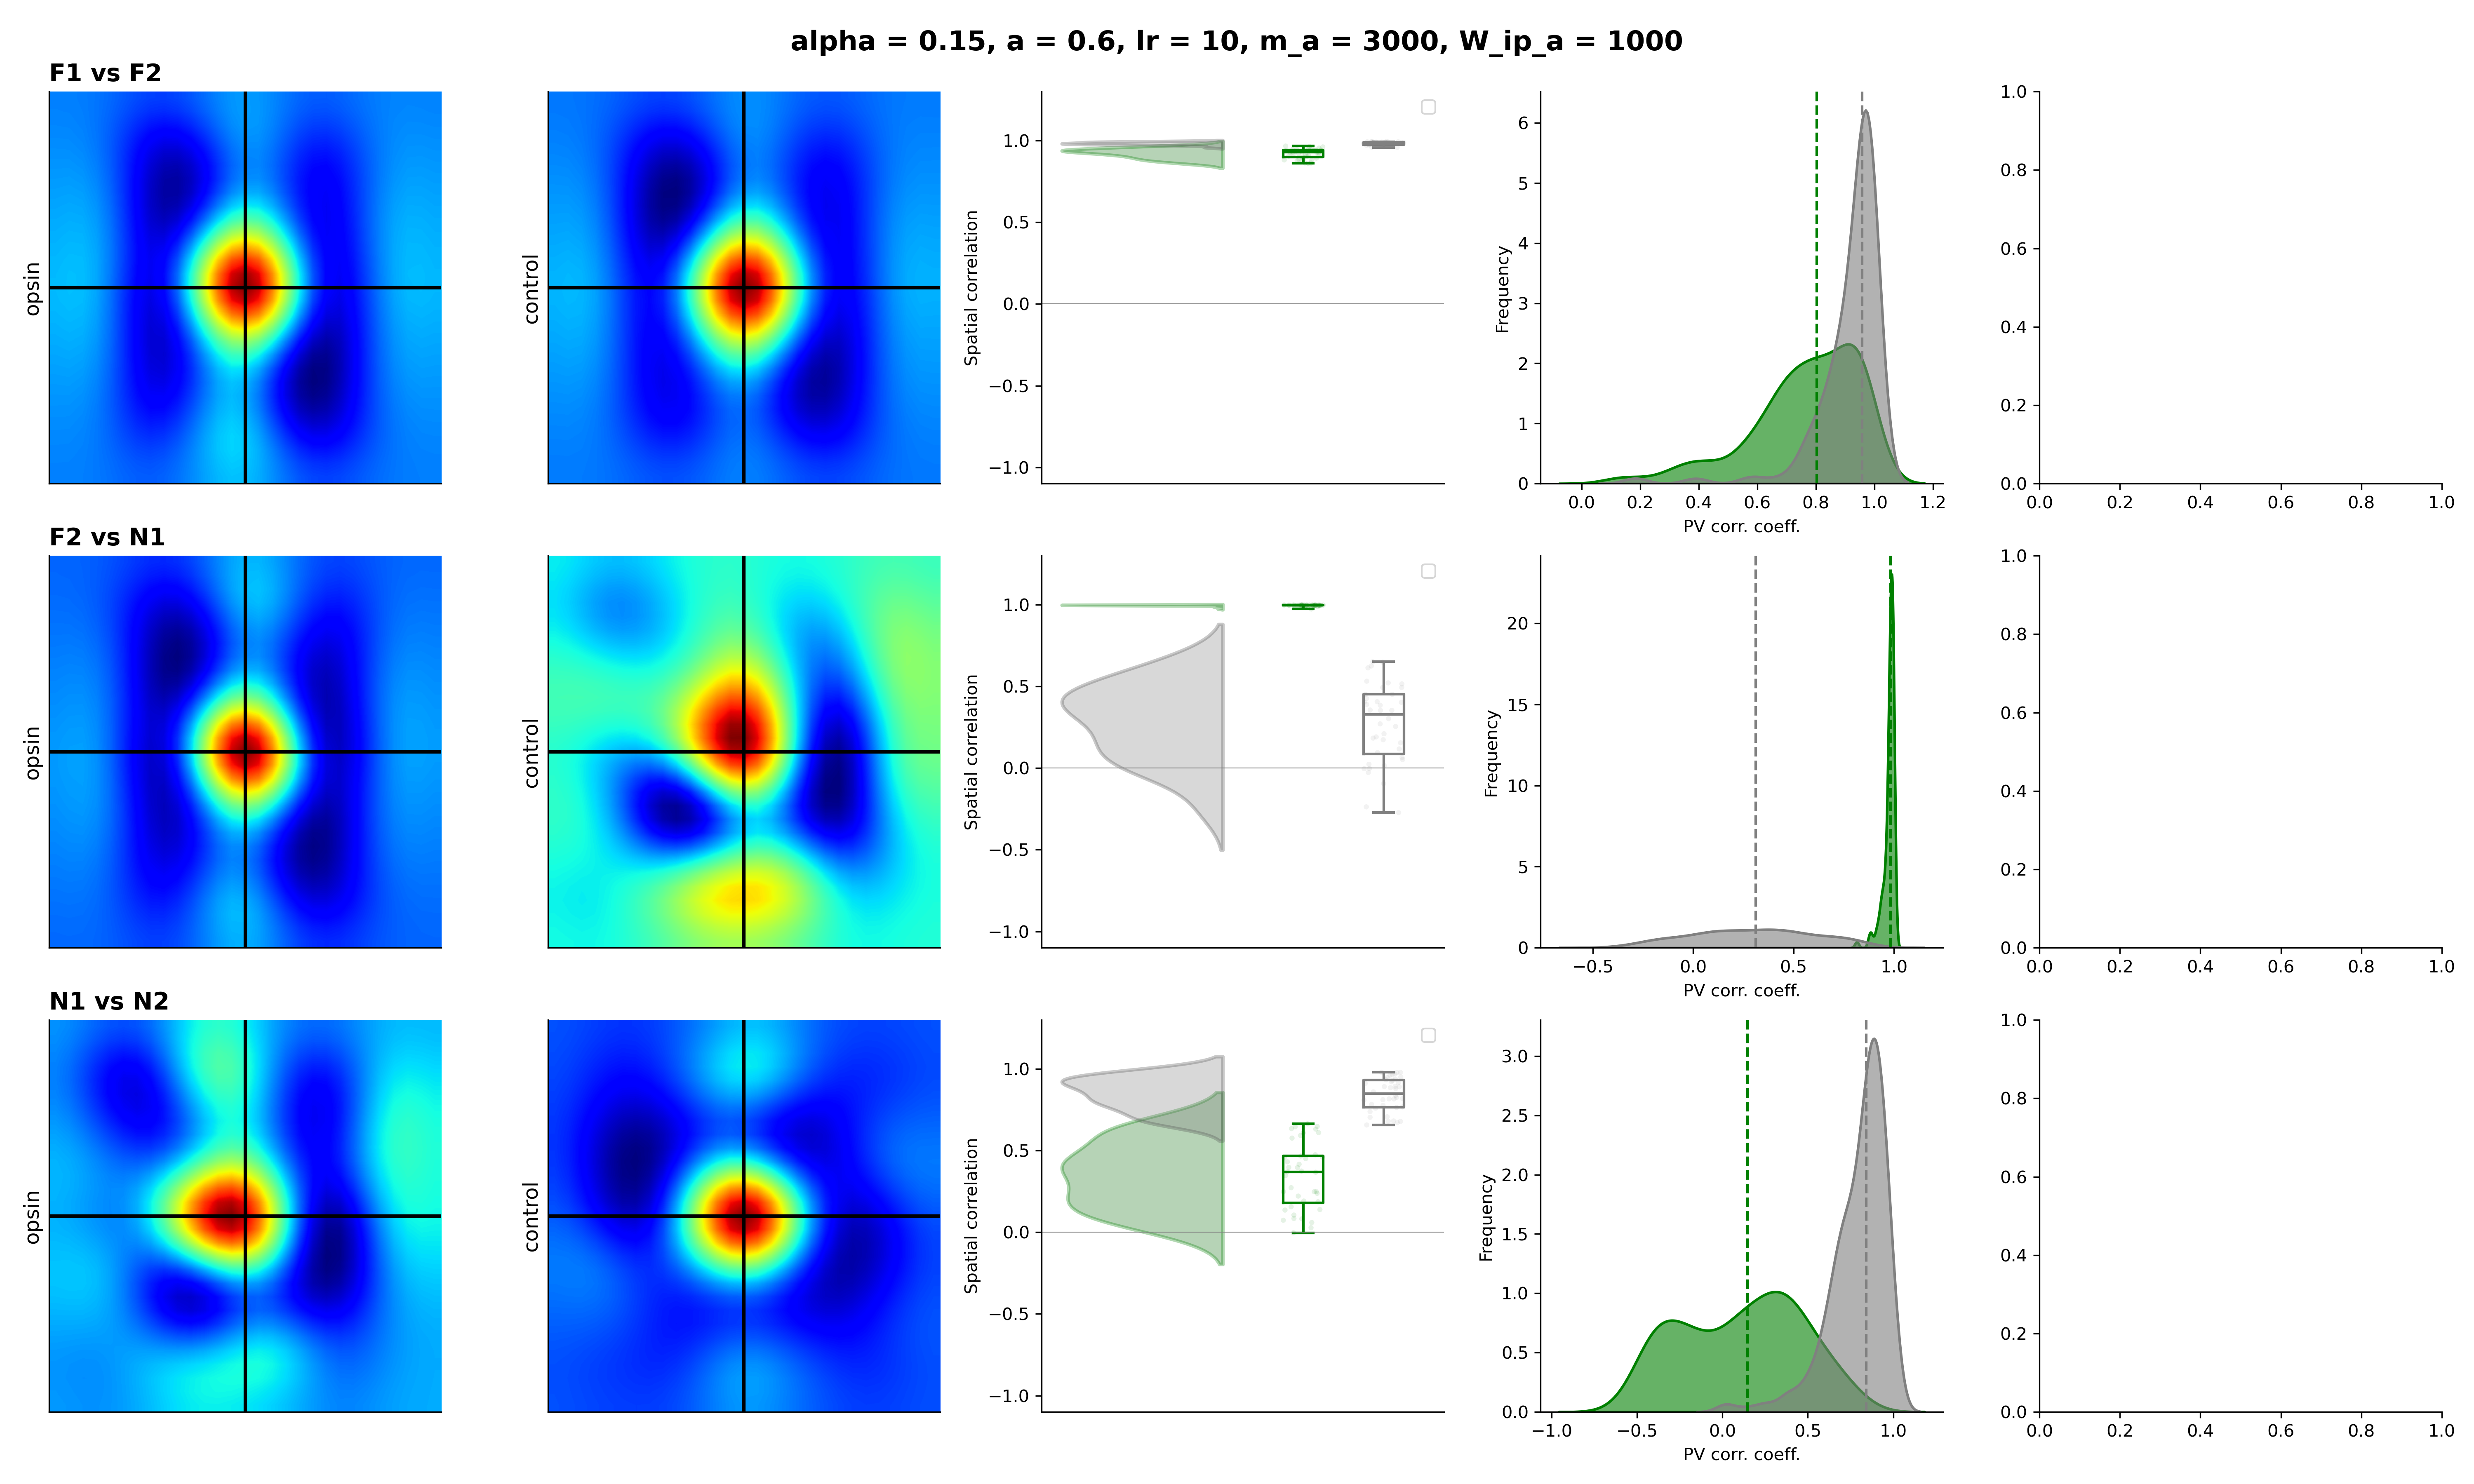 alpha = 0.15, a = 0.6, lr = 10, m_a = 3000, W_ip_a = 1000
F1 vs F2
opsin
control
Spatial correlation
1.0
0.5
0.0
−0.5
−1.0
Frequency
6
5
4
3
2
1
0
0.0 0.2 0.4 0.6 0.8 1.0 1.2
PV corr. coeff.
1.0
0.8
0.6
0.4
0.2
0.0
0.0 0.2 0.4 0.6 0.8 1.0
F2 vs N1
opsin
control
Spatial correlation
1.0
0.5
0.0
−0.5
−1.0
Frequency
20
15
10
5
0
−0.5 0.0 0.5 1.0
PV corr. coeff.
1.0
0.8
0.6
0.4
0.2
0.0
0.0 0.2 0.4 0.6 0.8 1.0
N1 vs N2
opsin
control
Spatial correlation
1.0
0.5
0.0
−0.5
−1.0
Frequency
3.0
2.5
2.0
1.5
1.0
0.5
0.0
−1.0 −0.5 0.0 0.5 1.0
PV corr. coeff.
1.0
0.8
0.6
0.4
0.2
0.0
0.0 0.2 0.4 0.6 0.8 1.0